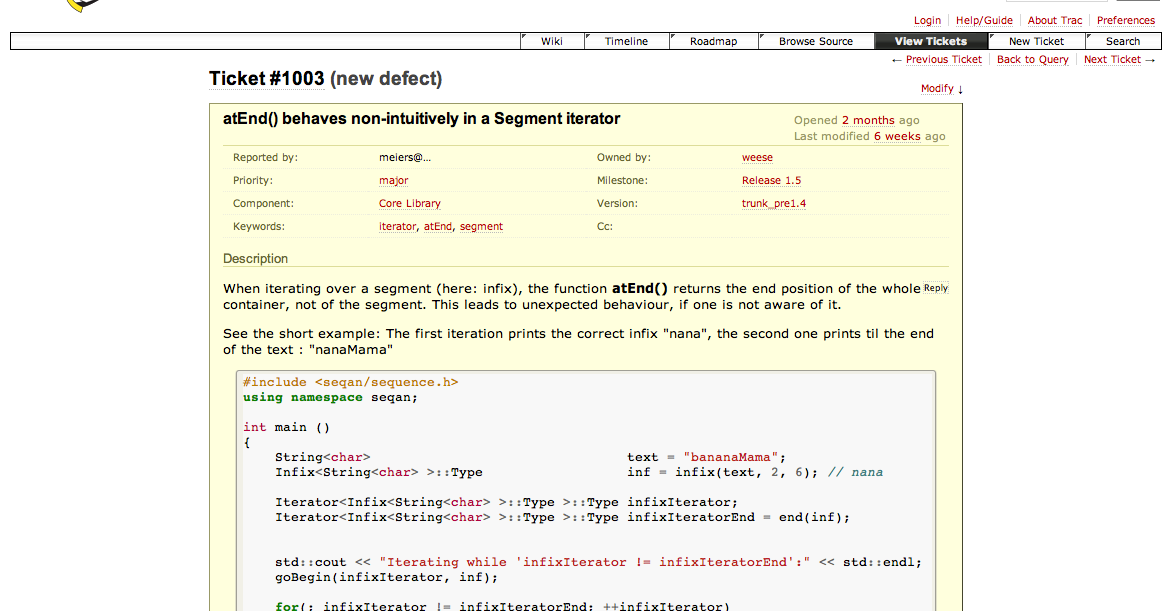 Login Help/Guide About Trac Preferences
Wiki Timeline Roadmap Browse Source View Tickets New Ticket Search
← Previous Ticket Back to Query Next Ticket →
Ticket #1003 (new defect)
Modify ↓
atEnd() behaves non-intuitively in a Segment iterator
Opened 2 months ago
Last modified 6 weeks ago
Reported by: meiers@... Owned by: weese
Priority: major Milestone: Release 1.5
Component: Core Library Version: trunk_pre1.4
Keywords: iterator, atEnd, segment Cc:
Description
When iterating over a segment (here: infix), the function atEnd() returns the end position of the whole Reply
container, not of the segment. This leads to unexpected behaviour, if one is not aware of it.
See the short example: The first iteration prints the correct infix "nana", the second one prints til the end
of the text : "nanaMama"
#include <seqan/sequence.h>
using namespace seqan;
int main ()
{
String<char> text = "bananaMama";
Infix<String<char> >::Type inf = infix(text, 2, 6); // nana
Iterator<Infix<String<char> >::Type >::Type infixIterator;
Iterator<Infix<String<char> >::Type >::Type infixIteratorEnd = end(inf);
std::cout << "Iterating while 'infixIterator != infixIteratorEnd':" << std::endl;
goBegin(infixIterator, inf);
for(; infixIterator != infixIteratorEnd; ++infixIterator)